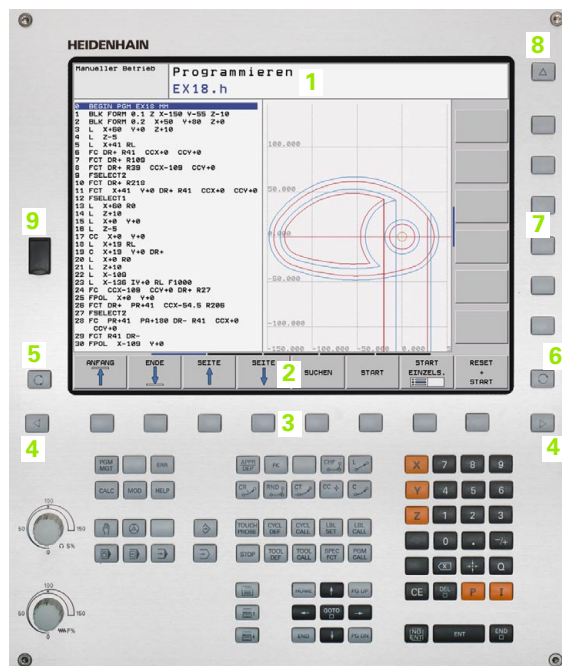 HEIDENHAIN
8
Manueller Betrieb
Programmieren
EX18.h
1
0 BEGIN PGM EX18 MM
1 BLK FORM 0.1 Z X-150 Y-55 Z-10
2 BLK FORM 0.2 X+50 Y+80 Z+0
3 L X+60 Y+0 Z+10
4 L Z-5
5 L X+41 RL
6 FC DR+ R41 CCX+0 CCY+0
7 FCT DR+ R109
8 FCT DR+ R39 CCX-109 CCY+0
9 FSELECT2
10 FCT DR+ R219
11 FCT X+41 Y+0 DR+ R41 CCX+0 CCY+0
12 FSELECT1
13 L X+60 R0
14 L Z+10
15 L X+0 Y+0
16 L Z-5
17 CC X+0 Y+0
18 L X+19 RL
19 C X+19 Y+0 DR+
20 L X+0 R0
21 L Z+10
22 L X-109
23 L X-136 IY+0 RL F1000
24 FC CCX-109 CCY+0 DR+ R27
25 FPOL X+0 Y+0
26 FCT DR+ PR+41 CCX-54.5 R206
27 FSELECT2
28 FC PR+41 PA+180 DR- R41 CCX+0
CCY+0
29 FCT R41 DR-
30 FPOL X-109 Y+0
100.000
50.000
0.000
-50.000
-100.000
-150.000 -100.000 -50.000 0.000
9
7
5
6
ANFANG
ENDE
SEITE
SEITE
2
SUCHEN
START
START
EINZELS.
RESET
+
START
4
3
4
PGM
MGT
ERR
CALC
MOD
HELP
APPR
DEP
FK
CHF
L
CR
RND
CT
CC
C
TOUCH
PROBE
CYCL
DEF
CYCL
CALL
LBL
SET
LBL
CALL
STOP
TOOL
DEF
TOOL
CALL
SPEC
FCT
PGM
CALL
HOME
PG UP
GOTO
END
PG DN
X 7 8 9
Y 4 5 6
Z 1 2 3
0 . -/+
Q
CE DEL P I
NO
ENT
ENT
END
100
50
150
0
S %
100
50
150
0
F %